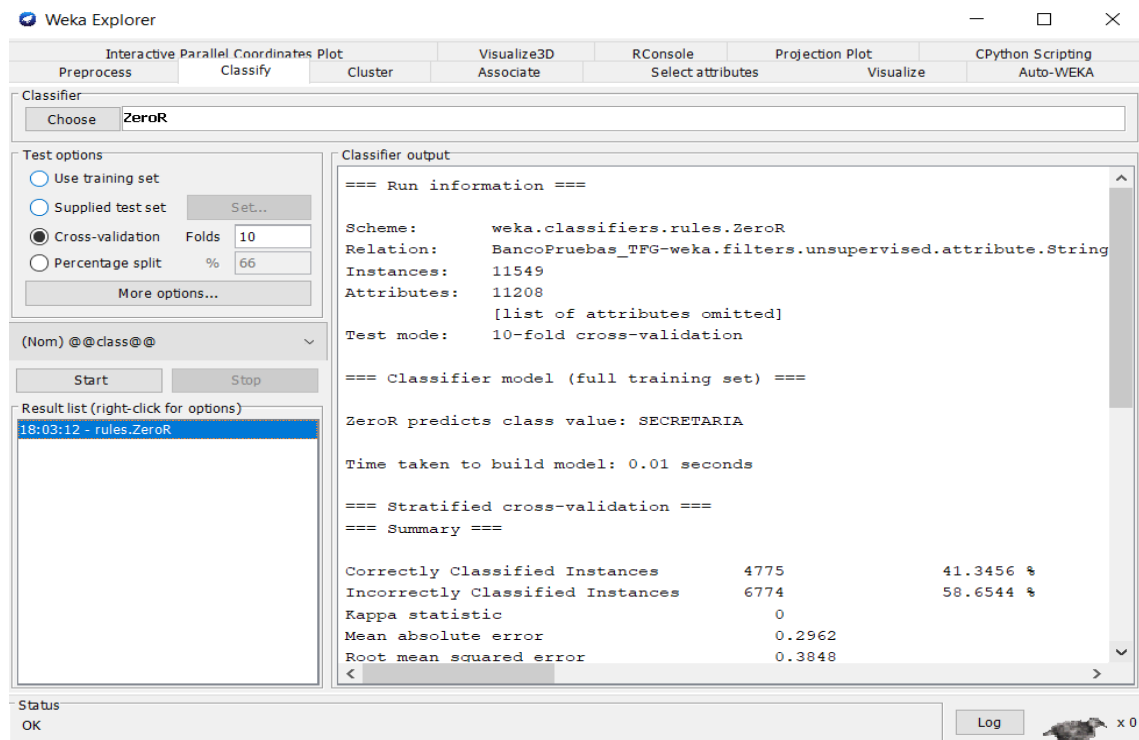 Weka Explorer
Interactive Parallel Coordinates Plot Visualize3D RConsole Projection Plot CPython Scripting
Preprocess Classify Cluster Associate Select attributes Visualize Auto-WEKA
Classifier
Choose ZeroR
Test options
Use training set
Supplied test set Set...
Cross-validation Folds 10
Percentage split % 66
More options...
(Nom) @@class@@
Start Stop
Result list (right-click for options)
18:03:12 - rules.ZeroR
Classifier output
=== Run information ===
Scheme: weka.classifiers.rules.ZeroR
Relation: BancoPruebas_TFG-weka.filters.unsupervised.attribute.String
Instances: 11549
Attributes: 11208
[list of attributes omitted]
Test mode: 10-fold cross-validation
=== Classifier model (full training set) ===
ZeroR predicts class value: SECRETARIA
Time taken to build model: 0.01 seconds
=== Stratified cross-validation ===
=== Summary ===
Correctly Classified Instances 4775 41.3456 %
Incorrectly Classified Instances 6774 58.6544 %
Kappa statistic 0
Mean absolute error 0.2962
Root mean squared error 0.3848
Status
OK
Log x 0